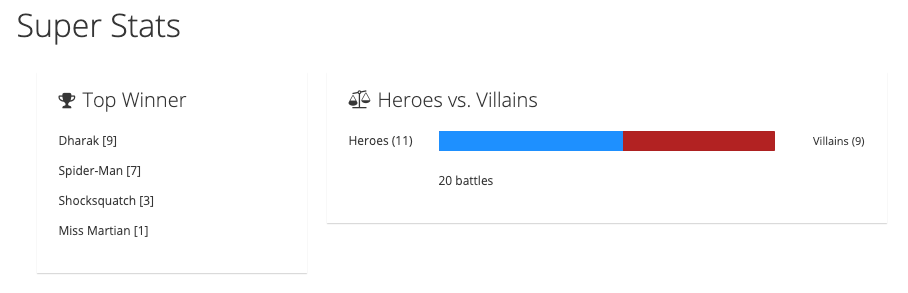 Super Stats
Top Winner
Dharak [9]
Spider-Man [7]
Shocksquatch [3]
Miss Martian [1]
Heroes vs. Villains
Heroes (11)
Villains (9)
20 battles